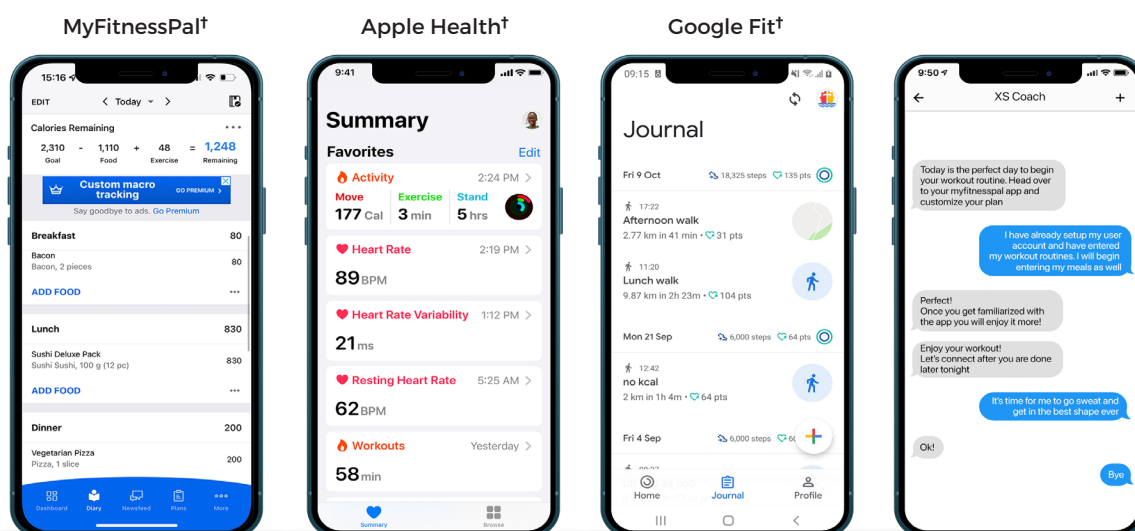 MyFitnessPal†
15:16
EDIT
Today
Calories Remaining
2,310 - 1,110 + 48 = 1,248
Goal Food Exercise Remaining
Custom macro
tracking
GO PREMIUM
Say goodbye to ads. Go Premium
Breakfast 80
Bacon
Bacon, 2 pieces 80
ADD FOOD
Lunch 830
Sushi Deluxe Pack
Sushi Sushi, 100 g (12 pc) 830
ADD FOOD
Dinner 200
Vegetarian Pizza
Pizza, 1 slice 200
Dashboard Diary Newsfeed Plans More
Apple Health†
9:41
Summary
Favorites Edit
Activity 2:24 PM
Move Exercise Stand
177 Cal 3 min 5 hrs
Heart Rate 2:19 PM
89 BPM
Heart Rate Variability 1:12 PM
21 ms
Resting Heart Rate 5:25 AM
62 BPM
Workouts Yesterday
58 min
Summary Browse
Google Fit†
09:15
Journal
Fri 9 Oct 18,325 steps 135 pts
17:22
Afternoon walk
2.77 km in 41 min • 31 pts
11:20
Lunch walk
9.87 km in 2h 23m • 104 pts
Mon 21 Sep 6,000 steps 64 pts
12:42
no kcal
2 km in 1h 4m • 64 pts
Fri 4 Sep 6,000 steps
Home Journal Profile
9:50
XS Coach
Today is the perfect day to begin
your workout routine. Head over
to your myfitnesspal app and
customize your plan
I have already setup my user
account and have entered
my workout routines. I will begin
entering my meals as well
Perfect!
Once you get familiarized with
the app you will enjoy it more!
Enjoy your workout!
Let's connect after you are done
later tonight
It's time for me to go sweat and
get in the best shape ever
Ok!
Bye